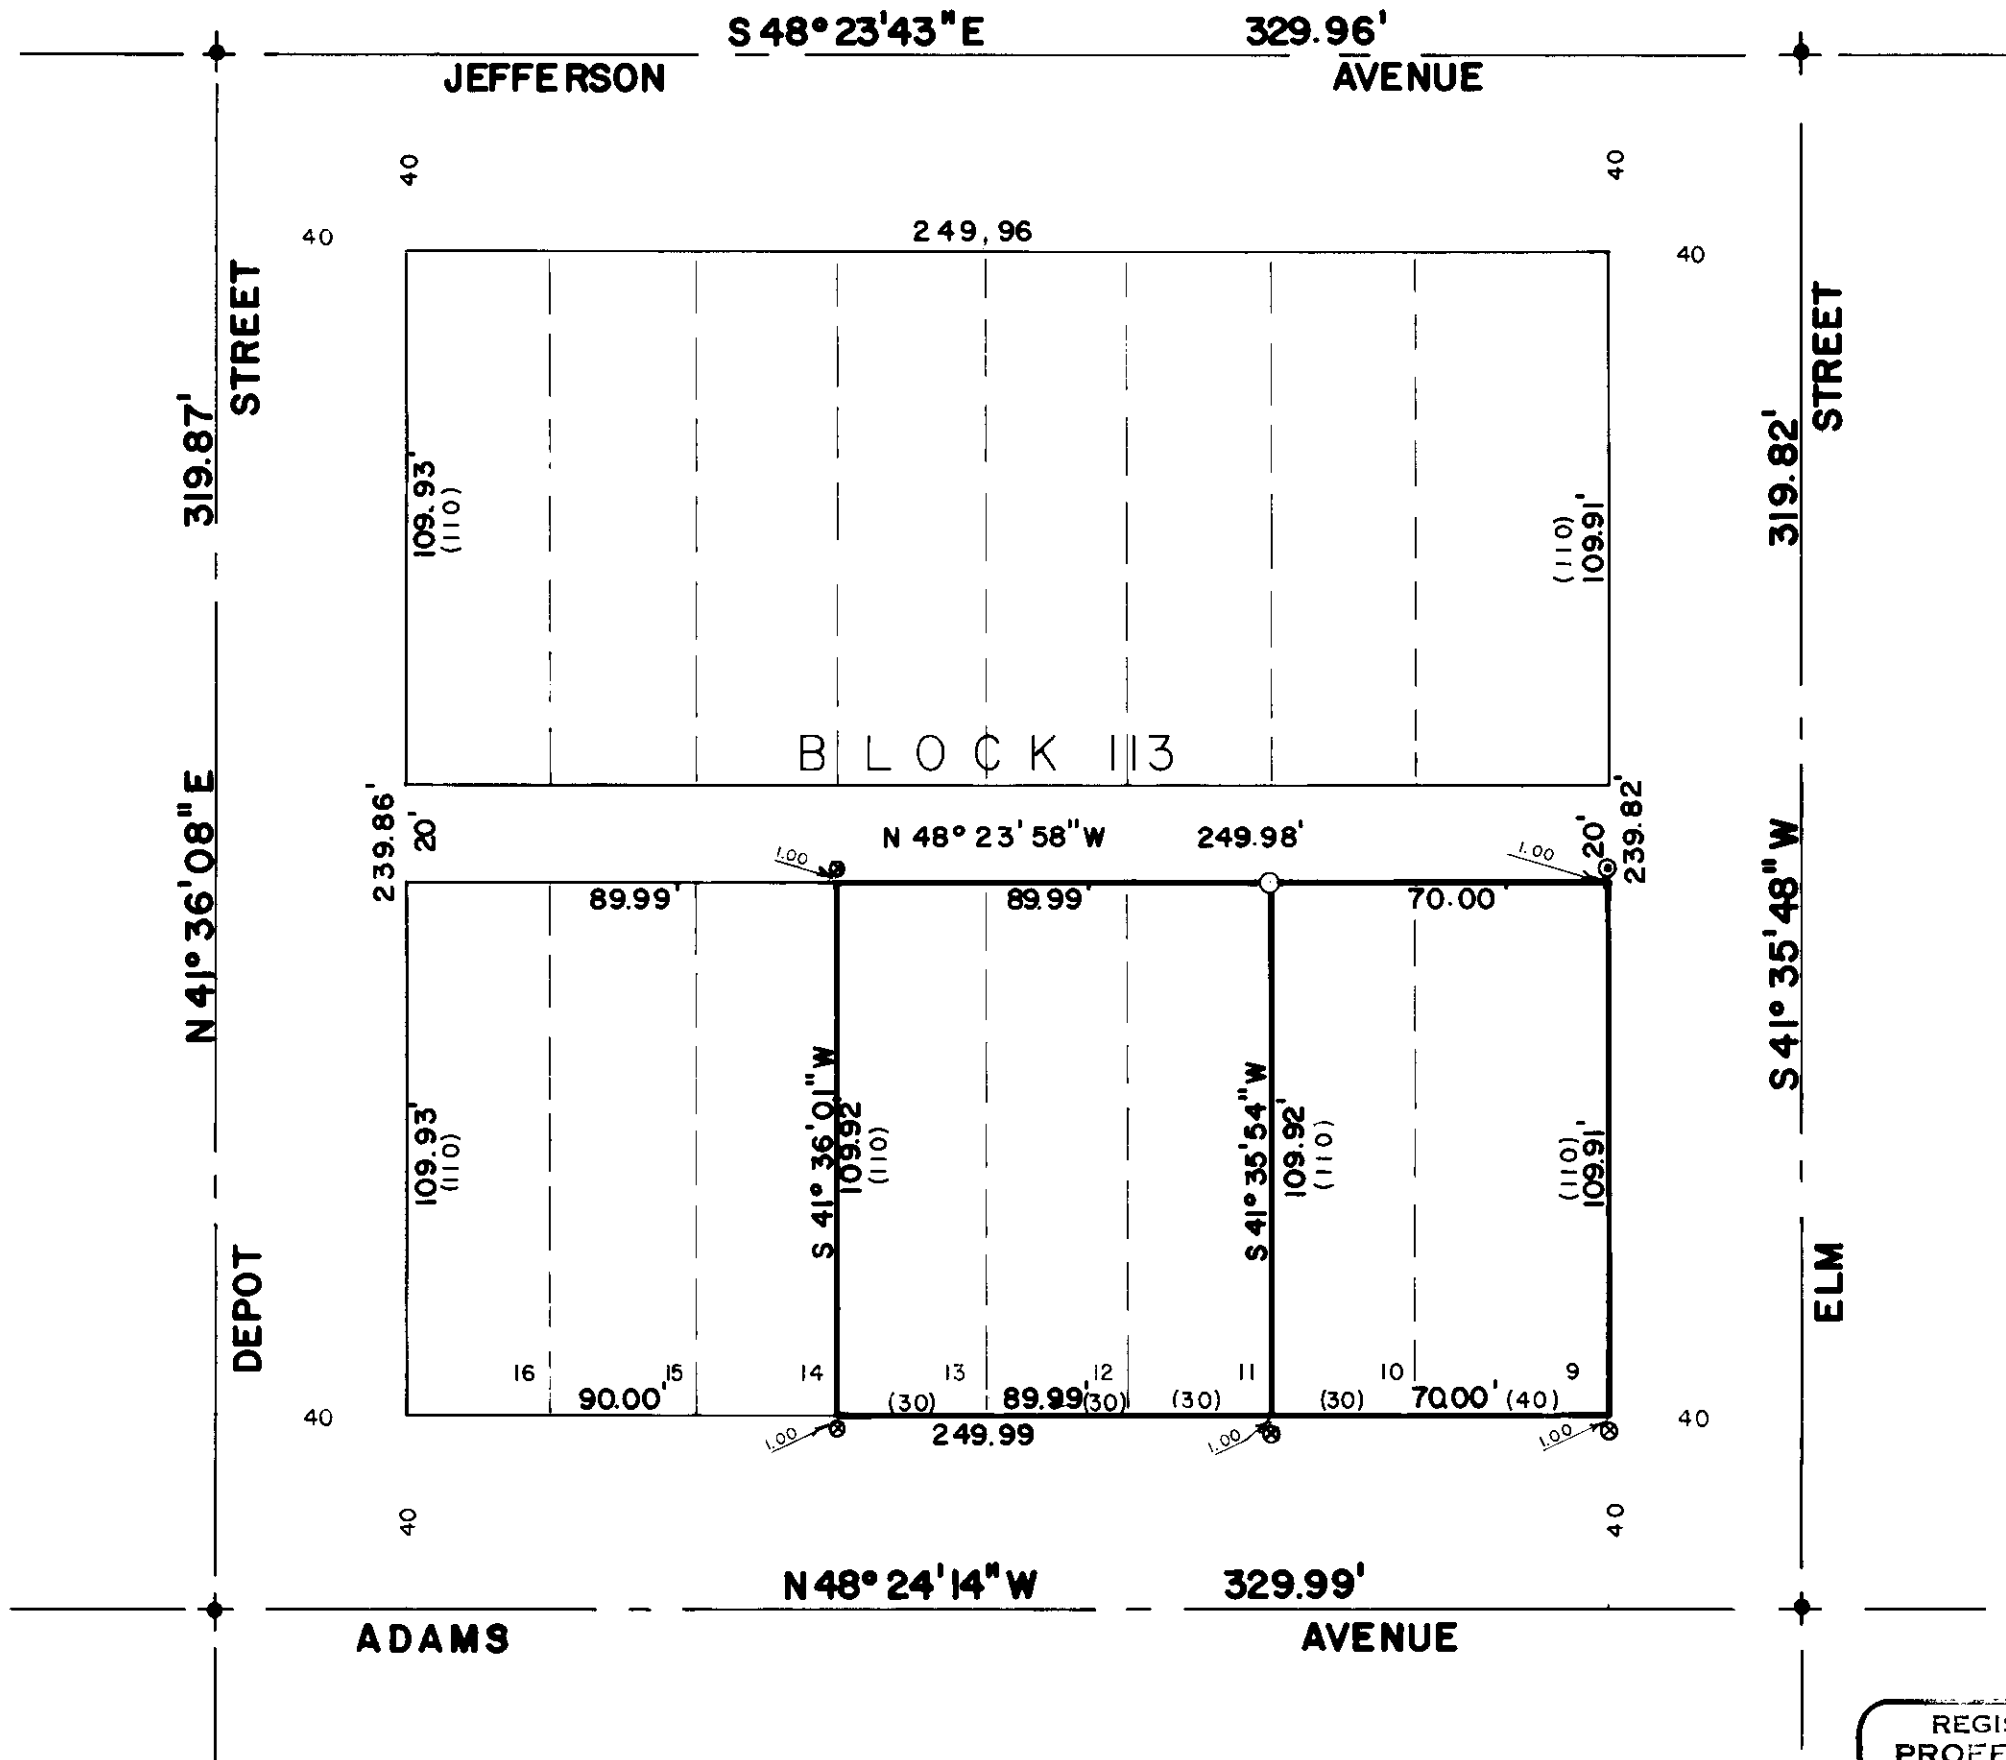 S 48° 23' 43" E 329.96'
JEFFERSON AVENUE
40 40
40 249.96 40
STREET STREET
319.87' 319.82'
109.93' (110)
(110) 109.91'
BLOCK 113
N 41° 36' 08" E
239.86' 20'
N 48° 23' 58" W 249.98'
20' 239.82'
S 41° 35' 48" W
1.00 1.00
89.99' 89.99' 70.00'
109.93' (110)
S 41° 36' 01" W
109.92' (110)
S 41° 35' 54" W
109.92' (110)
(110) 109.91'
DEPOT ELM
16 15 14 13 12 11 10 9
90.00' (30) 89.99' (30) (30) (30) 70.00' (40)
40 40
1.00 249.99 1.00 1.00
40 40
N 48° 24' 14" W 329.99'
ADAMS AVENUE